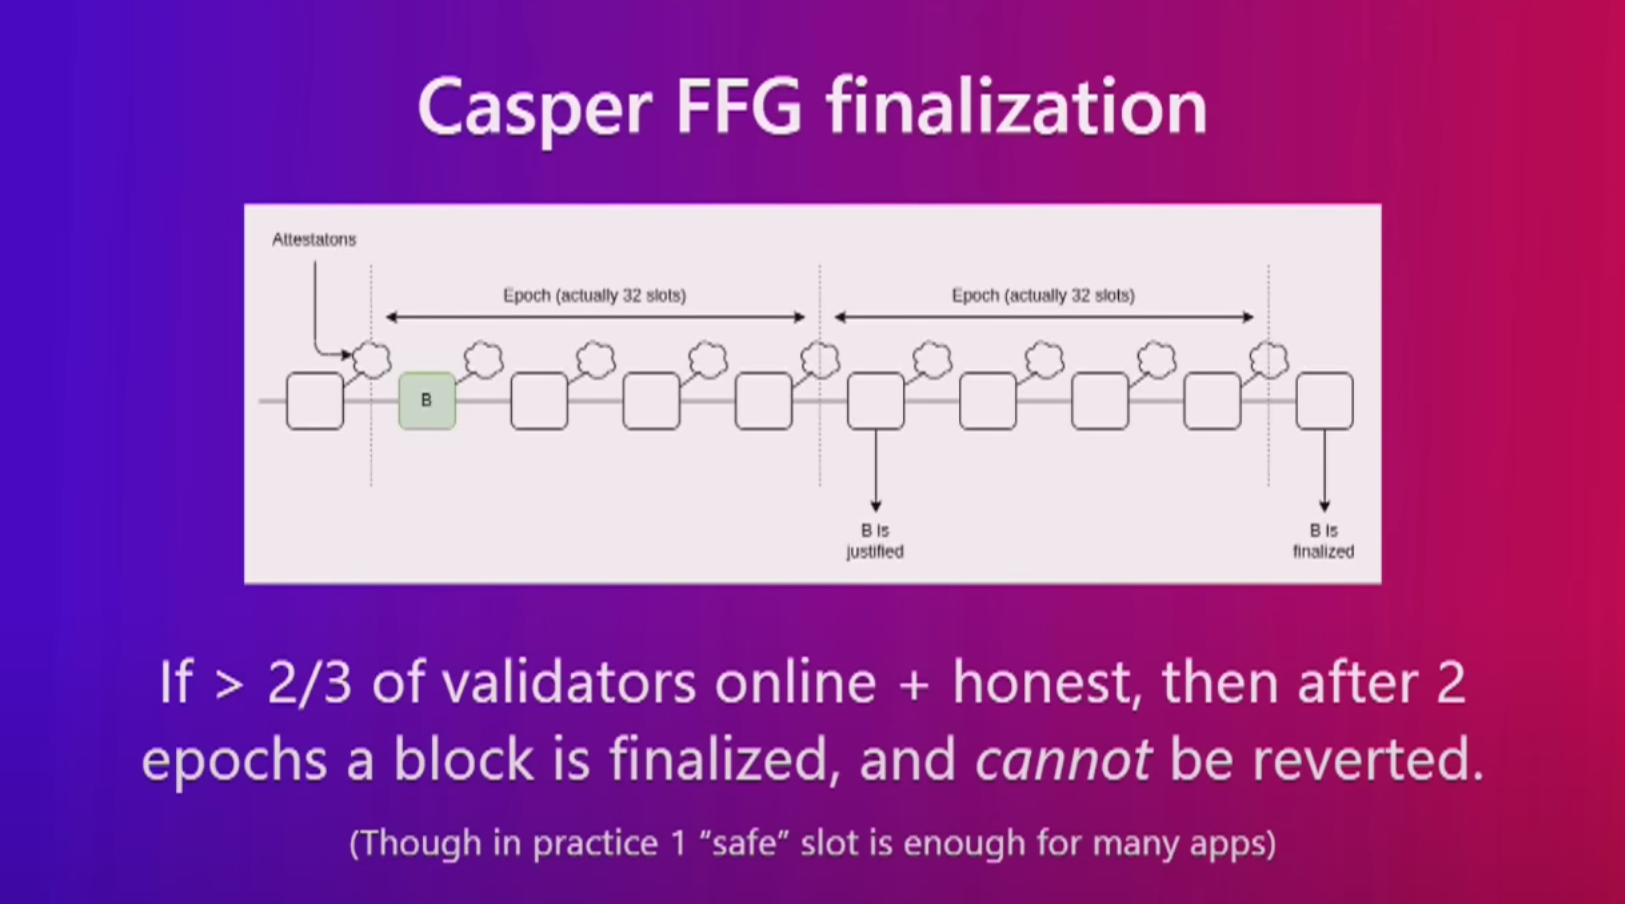 Casper FFG finalization
Attestatons
Epoch (actually 32 slots)
Epoch (actually 32 slots)
B
B is
justified
B is
finalized
If > 2/3 of validators online + honest, then after 2
epochs a block is finalized, and cannot be reverted.
(Though in practice 1 “safe” slot is enough for many apps)